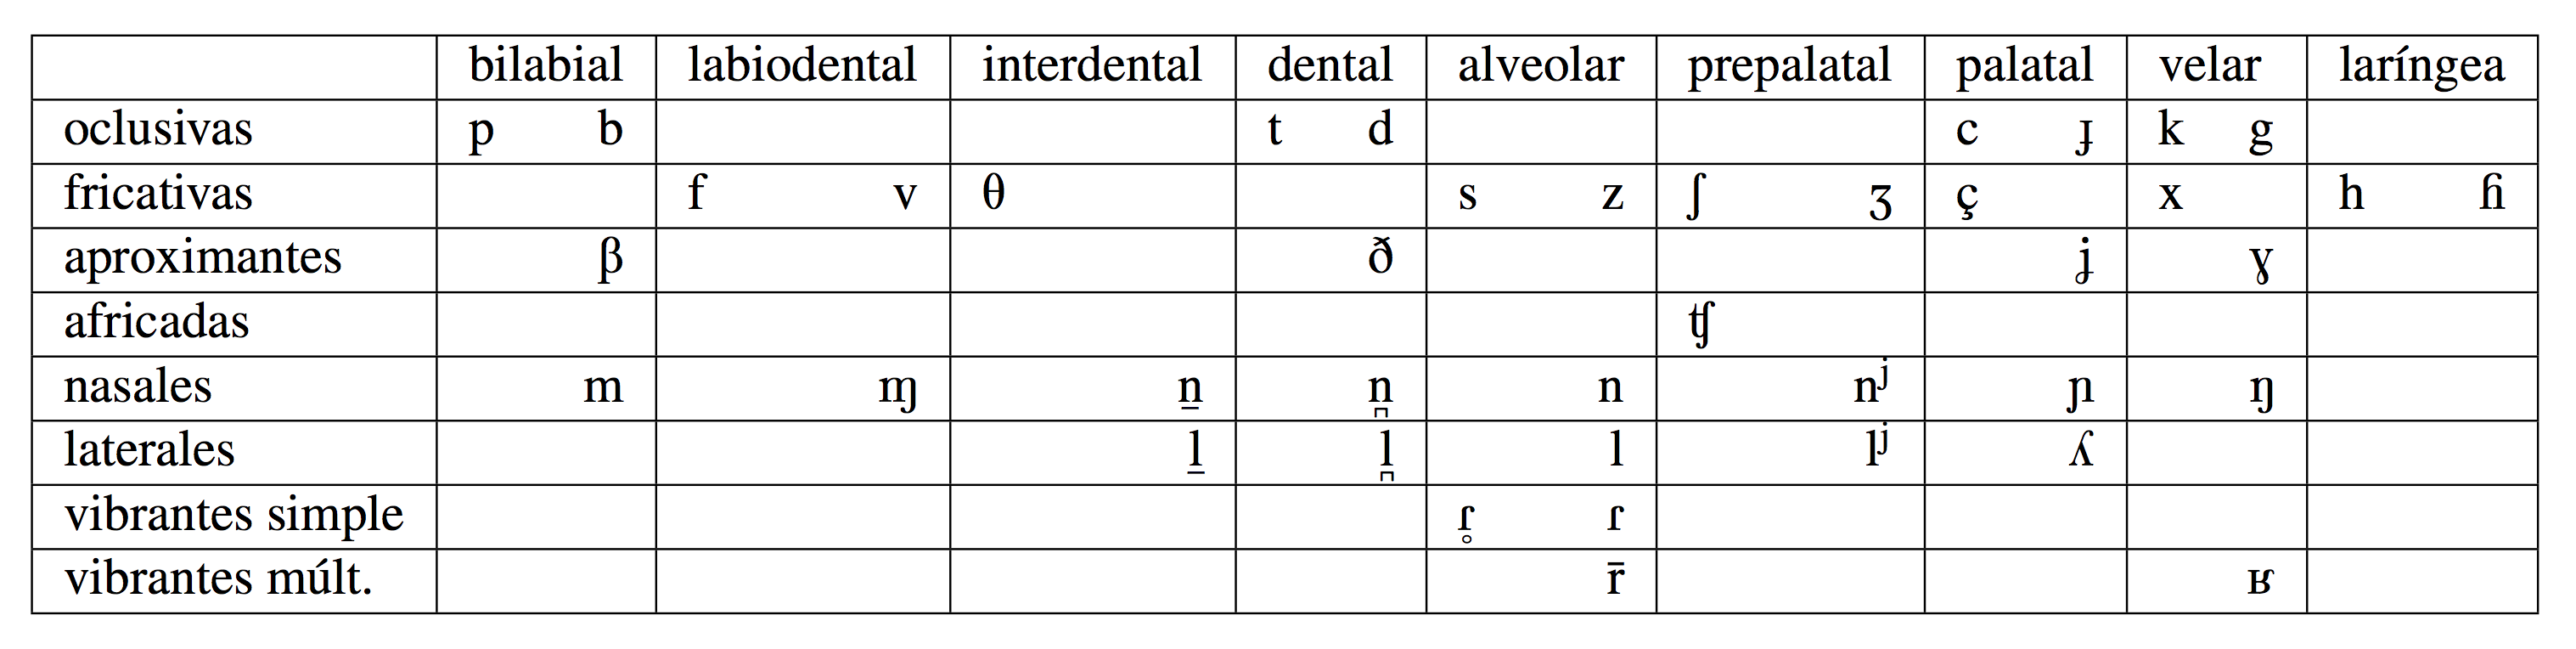 bilabial labiodental interdental dental alveolar prepalatal palatal velar laríngea
oclusivas p b t d c ɟ k g
fricativas f v θ s z ʃ ʒ ç x h ɦ
aproximantes β ð ʝ ɣ
africadas ʧ
nasales m ɱ n̠ n̪ n nʲ ɲ ŋ
laterales l̠ l̪ l lʲ ʎ
vibrantes simple ɾ̥ ɾ
vibrantes múlt. r̄ ʁ